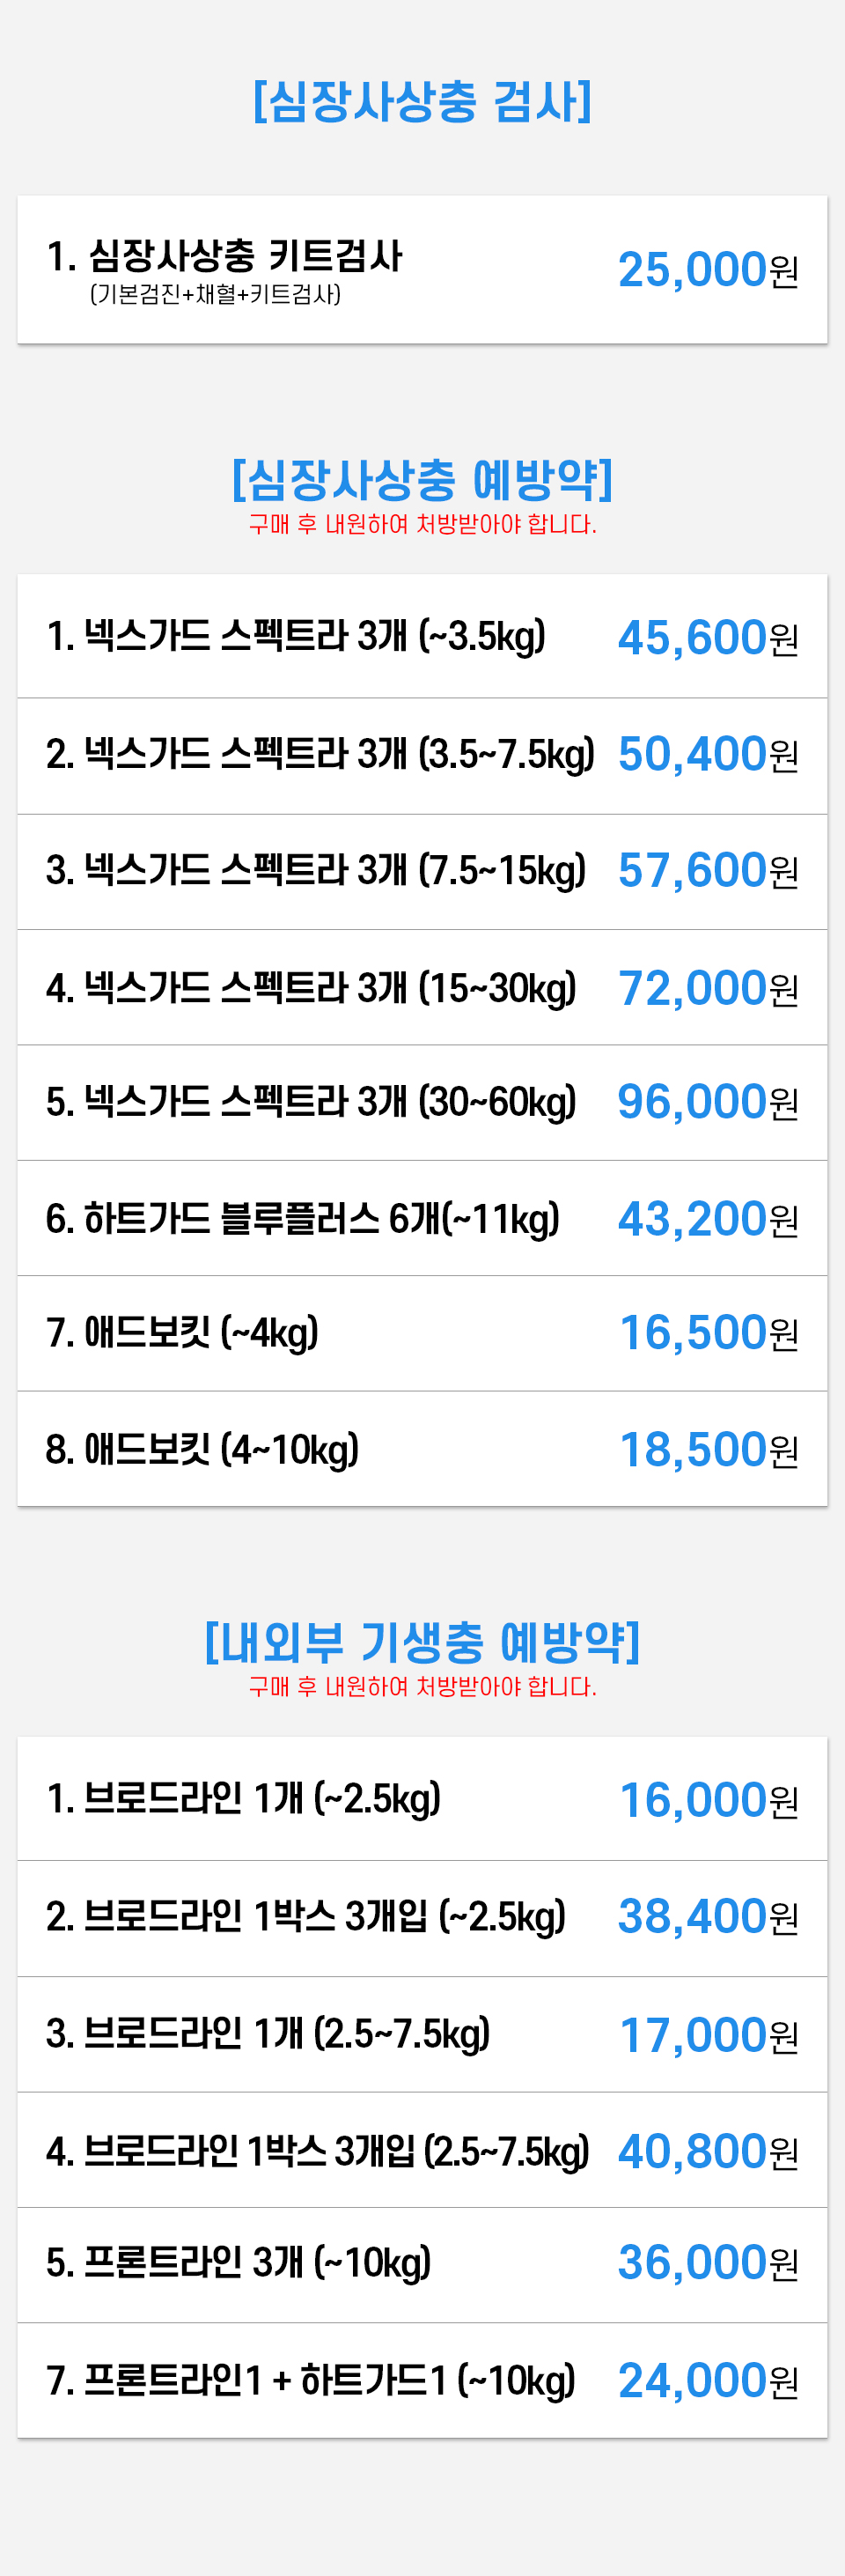 [심장사상충 검사]
1. 심장사상충 키트검사 25,000원
(기본검진+채혈+키트검사)
[심장사상충 예방약]
구매 후 내원하여 처방받아야 합니다.
1. 넥스가드 스펙트라 3개 (~3.5kg) 45,600원
2. 넥스가드 스펙트라 3개 (3.5~7.5kg) 50,400원
3. 넥스가드 스펙트라 3개 (7.5~15kg) 57,600원
4. 넥스가드 스펙트라 3개 (15~30kg) 72,000원
5. 넥스가드 스펙트라 3개 (30~60kg) 96,000원
6. 하트가드 블루플러스 6개(~11kg) 43,200원
7. 애드보킷 (~4kg) 16,500원
8. 애드보킷 (4~10kg) 18,500원
[내외부 기생충 예방약]
구매 후 내원하여 처방받아야 합니다.
1. 브로드라인 1개 (~2.5kg) 16,000원
2. 브로드라인 1박스 3개입 (~2.5kg) 38,400원
3. 브로드라인 1개 (2.5~7.5kg) 17,000원
4. 브로드라인 1박스 3개입 (2.5~7.5kg) 40,800원
5. 프론트라인 3개 (~10kg) 36,000원
7. 프론트라인1 + 하트가드1 (~10kg) 24,000원